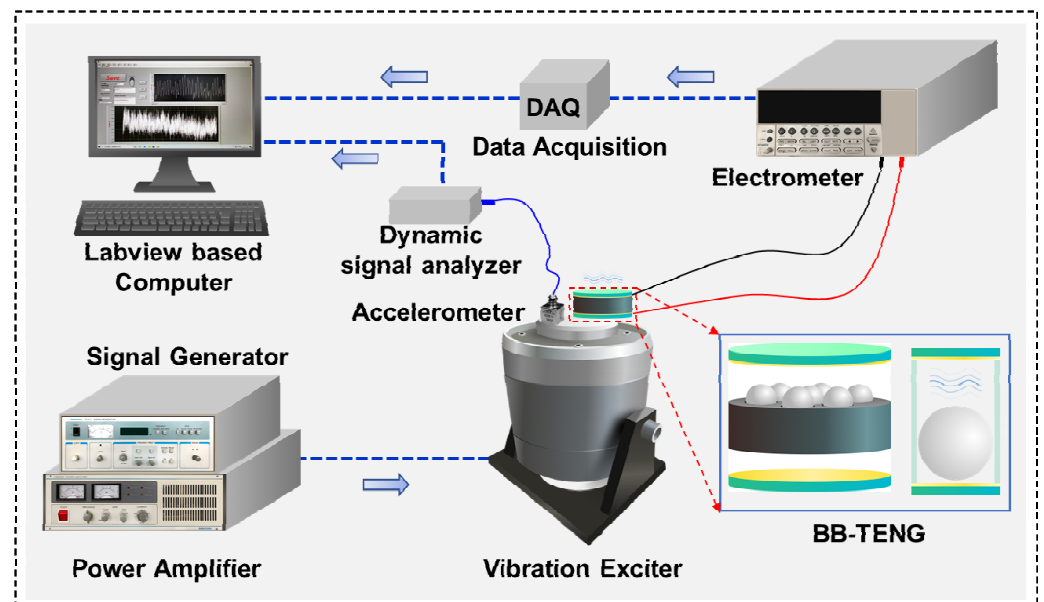 DAQ
Data Acquisition
Electrometer
Labview based
Computer
Dynamic
signal analyzer
Accelerometer
Signal Generator
Power Amplifier
Vibration Exciter
BB-TENG